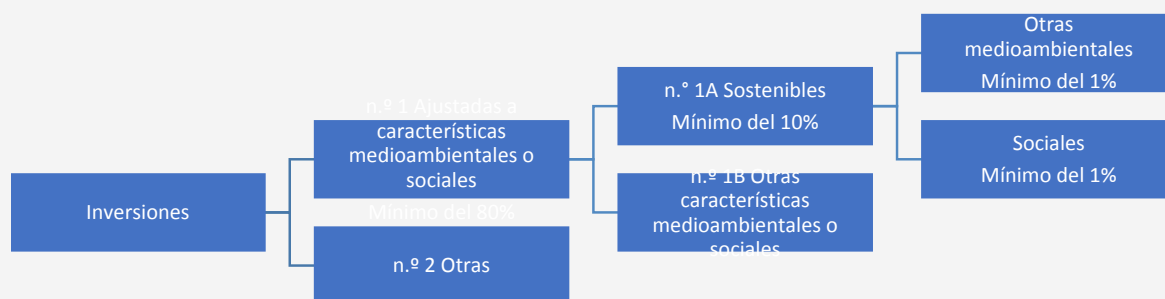 Inversiones
n.º 1 Ajustadas a
características
medioambientales o
sociales
Mínimo del 80%
n.º 2 Otras
n.° 1A Sostenibles
Mínimo del 10%
n.º 1B Otras
características
medioambientales o
sociales
Otras
medioambientales
Mínimo del 1%
Sociales
Mínimo del 1%